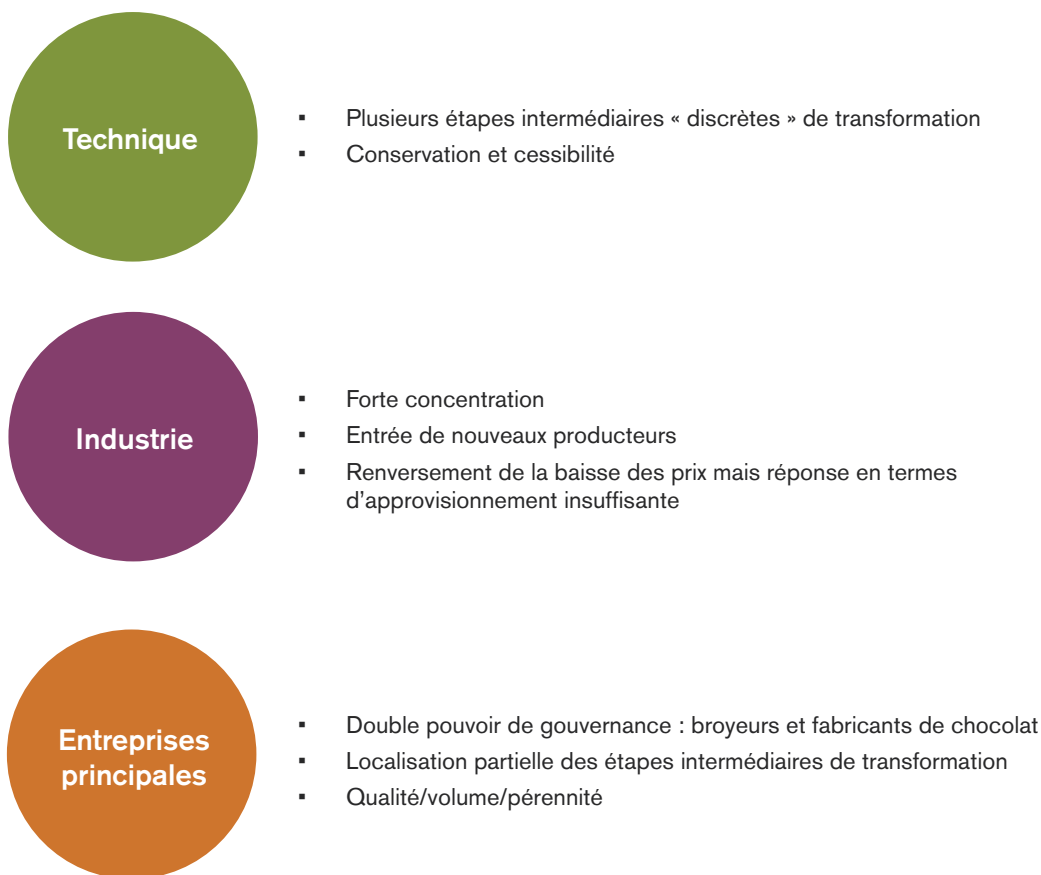 Technique
▪ Plusieurs étapes intermédiaires « discrètes » de transformation
▪ Conservation et cessibilité
Industrie
▪ Forte concentration
▪ Entrée de nouveaux producteurs
▪ Renversement de la baisse des prix mais réponse en termes
d’approvisionnement insuffisante
Entreprises
principales
▪ Double pouvoir de gouvernance : broyeurs et fabricants de chocolat
▪ Localisation partielle des étapes intermédiaires de transformation
▪ Qualité/volume/pérennité